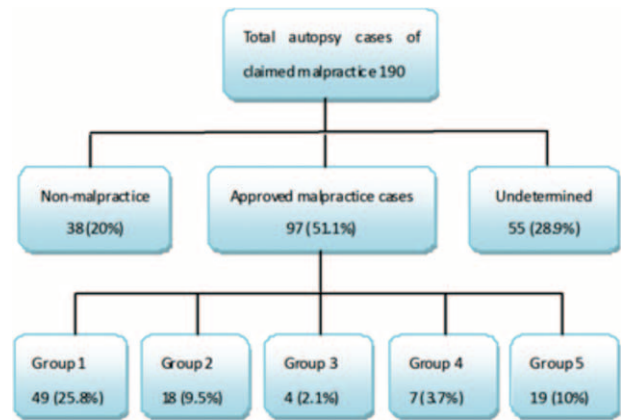 Total autopsy cases of
claimed malpractice 190
Non-malpractice
38 (20%)
Approved malpractice cases
97 (51.1%)
Undetermined
55 (28.9%)
Group 1
49 (25.8%)
Group 2
18 (9.5%)
Group 3
4 (2.1%)
Group 4
7 (3.7%)
Group 5
19 (10%)